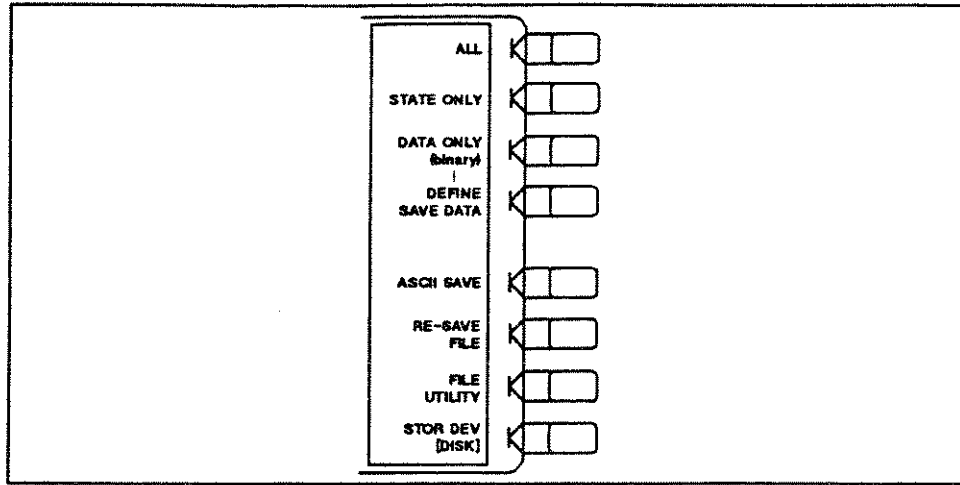 ALL
STATE ONLY
DATA ONLY
(binary)
DEFINE
SAVE DATA
ASCII SAVE
RE-SAVE
FILE
FILE
UTILITY
STOR DEV
[DISK]